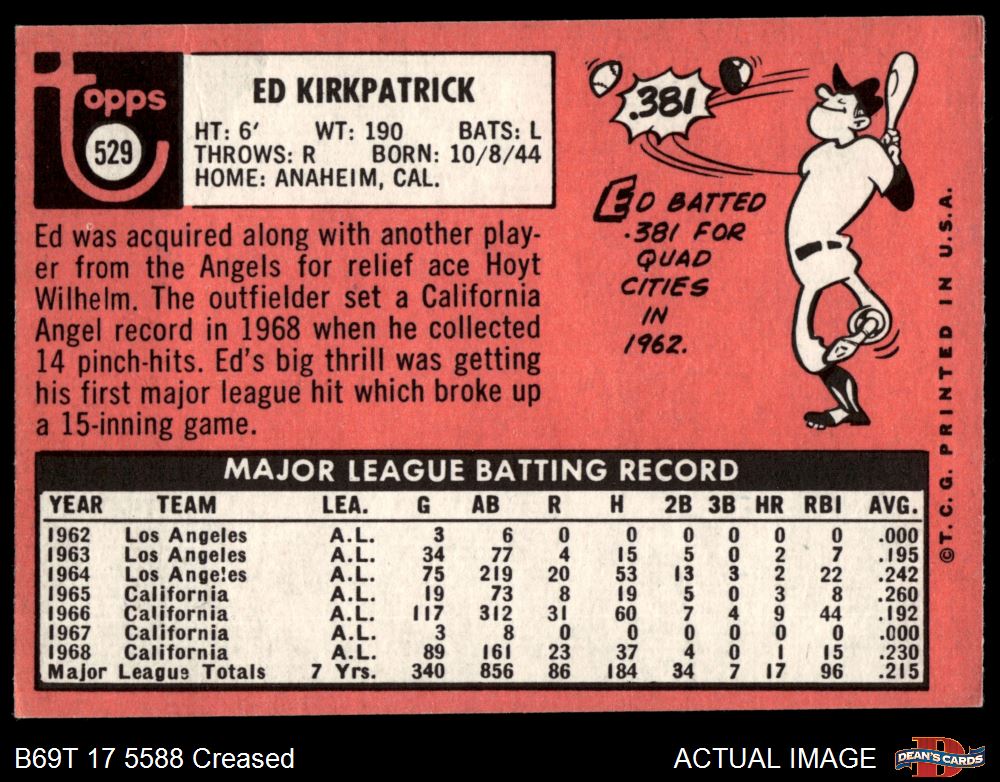 topps
529
ED KIRKPATRICK
HT: 6' WT: 190 BATS: L
THROWS: R BORN: 10/8/44
HOME: ANAHEIM, CAL.
Ed was acquired along with another play-
er from the Angels for relief ace Hoyt
Wilhelm. The outfielder set a California
Angel record in 1968 when he collected
14 pinch-hits. Ed's big thrill was getting
his first major league hit which broke up
a 15-inning game.
.381
ED BATTED
.381 FOR
QUAD
CITIES
IN
1962.
©T. C. G. PRINTED IN U.S.A.
MAJOR LEAGUE BATTING RECORD
YEAR TEAM LEA. G AB R H 2B 3B HR RBI AVG.
1962 Los Angeles A.L. 3 6 0 0 0 0 0 0 .000
1963 Los Angeles A.L. 34 77 4 15 5 0 2 7 .195
1964 Los Angeles A.L. 75 219 20 53 13 3 2 22 .242
1965 California A.L. 19 73 8 19 5 0 3 8 .260
1966 California A.L. 117 312 31 60 7 4 9 44 .192
1967 California A.L. 3 8 0 0 0 0 0 0 .000
1968 California A.L. 89 161 23 37 4 0 1 15 .230
Major League Totals 7 Yrs. 340 856 86 184 34 7 17 96 .215
B69T 17 5588 Creased
ACTUAL IMAGE
D
DEAN'S CARDS